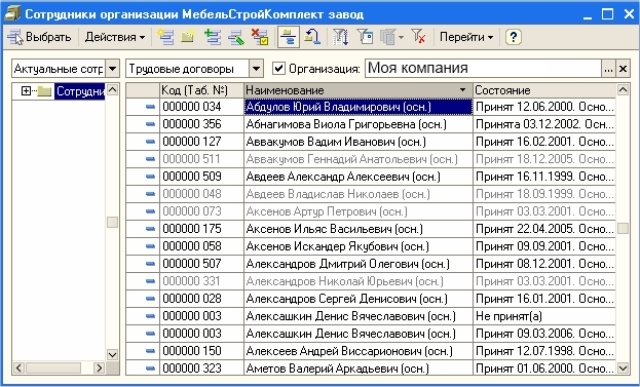 Сотрудники организации МебельСтройКомплект завод
Выбрать Действия Перейти ?
Актуальные сотр Трудовые договоры Организация: Моя компания ... x
Сотрудни
Код (Таб. №) Наименование Состояние
000000 034 Абдулов Юрий Владимирович (осн.) Принят 12.06.2000. Осно...
000000 356 Абнагимова Виола Григорьевна (осн.) Принята 03.12.2002. Осно...
000000 127 Аввакумов Вадим Иванович (осн.) Принят 16.02.2001. Осно...
000000 511 Аввакумов Геннадий Анатольевич (осн.) Принят 18.12.2005. Осно...
000000 509 Авдеев Александр Алексеевич (осн.) Принят 16.11.1999. Осно...
000000 048 Авдеев Владислав Николаев (осн.) Принят 18.09.1999. Осно...
000000 073 Аксенов Артур Петрович (осн.) Принят 03.03.2001. Осно...
000000 175 Аксенов Ильяс Васильевич (осн.) Принят 22.04.2005. Осно...
000000 058 Аксенов Искандер Якубович (осн.) Принят 09.09.2001. Осно...
000000 507 Александров Дмитрий Олегович (осн.) Принят 08.12.2001. Осно...
000000 331 Александров Николай Юрьевич (осн.) Принят 03.03.2001. Осно...
000000 028 Александров Сергей Денисович (осн.) Принят 16.01.2001. Осно...
000000 003 Алексашкин Денис Вячеславович (осн.) Не принят(а)
000000 003 Алексашкин Денис Вячеславович (осн.) Принят 09.03.2006. Осно...
000000 150 Алексеев Андрей Виссарионович (осн.) Принят 12.07.1998. Осно...
000000 323 Аметов Валерий Аркадьевич (осн.) Принят 01.06.2000. Осно...